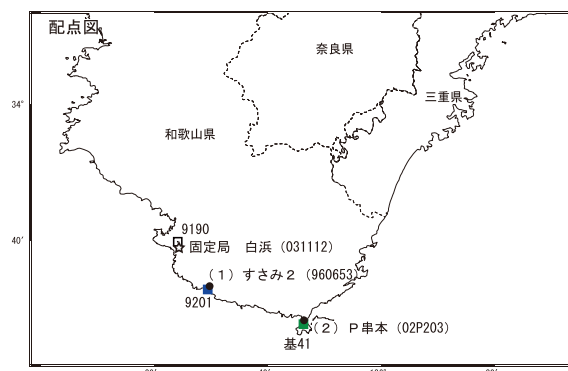 配点図
奈良県
34°
三重県
和歌山県
9190
固定局 白浜（031112）
40′
（１）すさみ２（960653）
9201
（２）Ｐ串本（02P203）
基41